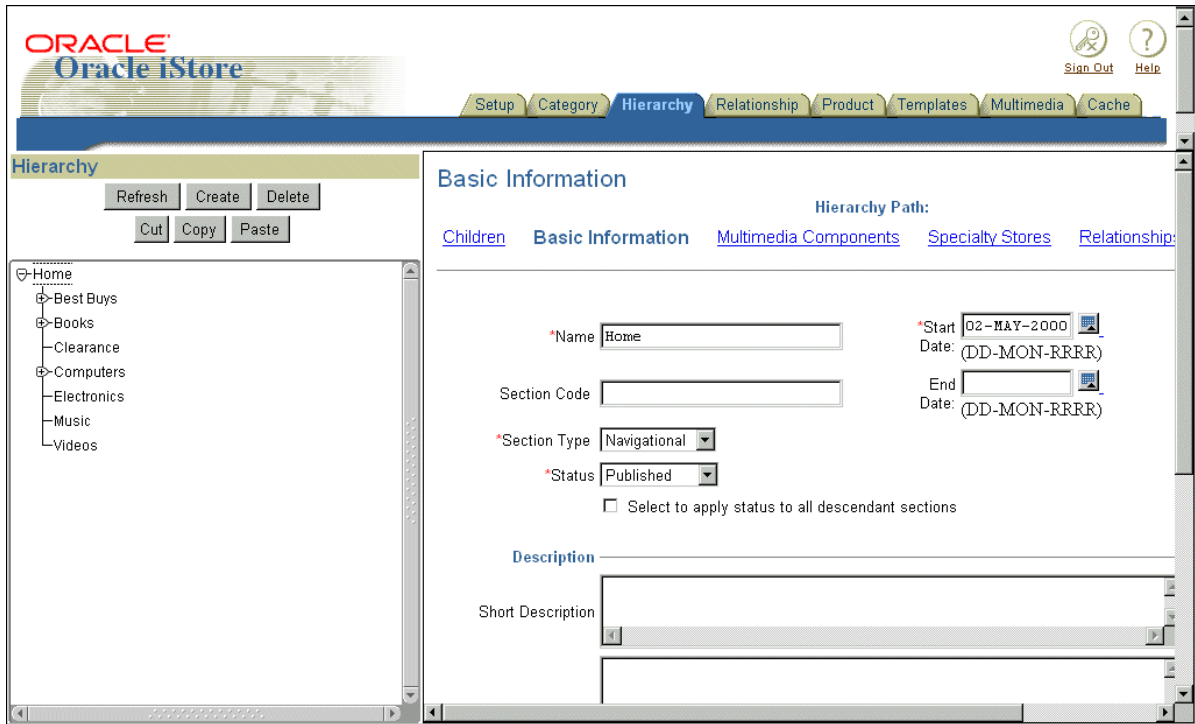 ORACLE
Oracle iStore
Sign Out Help
Setup Category Hierarchy Relationship Product Templates Multimedia Cache
Hierarchy
Refresh Create Delete
Cut Copy Paste
Home
Best Buys
Books
Clearance
Computers
Electronics
Music
Videos
Basic Information
Hierarchy Path:
Children Basic Information Multimedia Components Specialty Stores Relationships
*Name Home
*Start Date: 02-MAY-2000
(DD-MON-RRRR)
Section Code
End Date:
(DD-MON-RRRR)
*Section Type Navigational
*Status Published
Select to apply status to all descendant sections
Description
Short Description